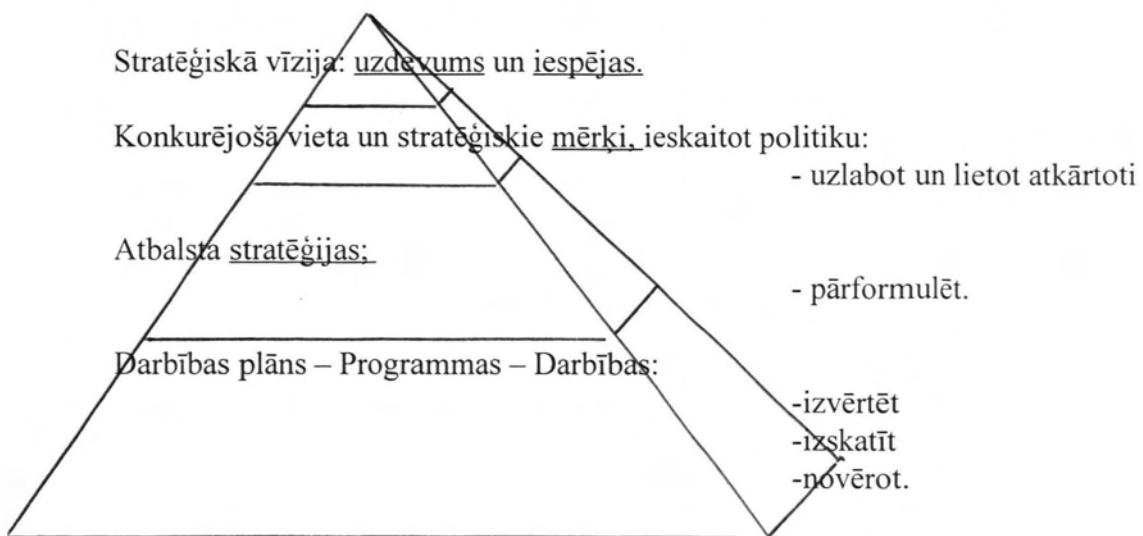 Stratēģiskā vīzija: uzdevums un iespējas.
Konkurējošā vieta un stratēģiskie mērķi, ieskaitot politiku:
- uzlabot un lietot atkārtoti
Atbalsta stratēģijas;
- pārformulēt.
Darbības plāns – Programmas – Darbības:
-izvērtēt
-izskatīt
-novērot.